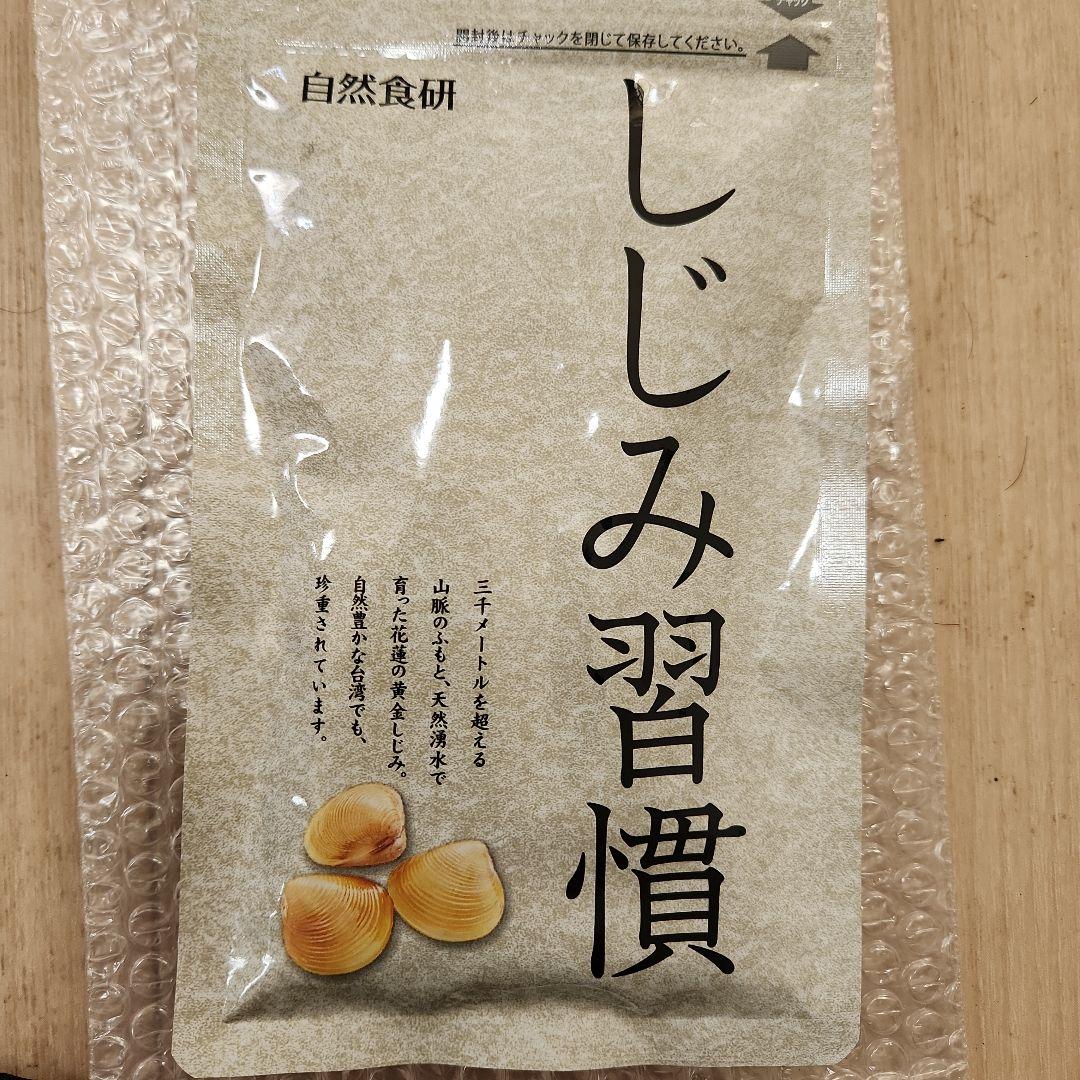 チャック
開封後はチャックを閉じて保存してください。
自然食研
しじみ習慣
三千メートルを超える
山脈のふもと、天然湧水で
育った花蓮の黄金しじみ。
自然豊かな台湾でも、
珍重されています。